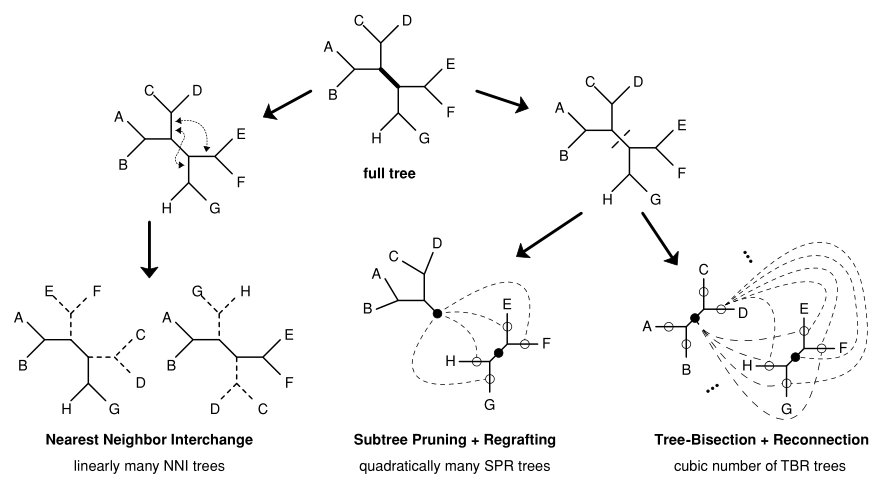 C D
A
E
B
F
H G
full tree
C D
A
E
B
F
H G
C D
A
E
B
F
H G
E F
A
C
B
D
H G
G H
A
E
B
F
D C
D
C
A
B
E
F
H
G
C
D
A
E
B
F
H
G
Nearest Neighbor Interchange
linearly many NNI trees
Subtree Pruning + Regrafting
quadratically many SPR trees
Tree-Bisection + Reconnection
cubic number of TBR trees